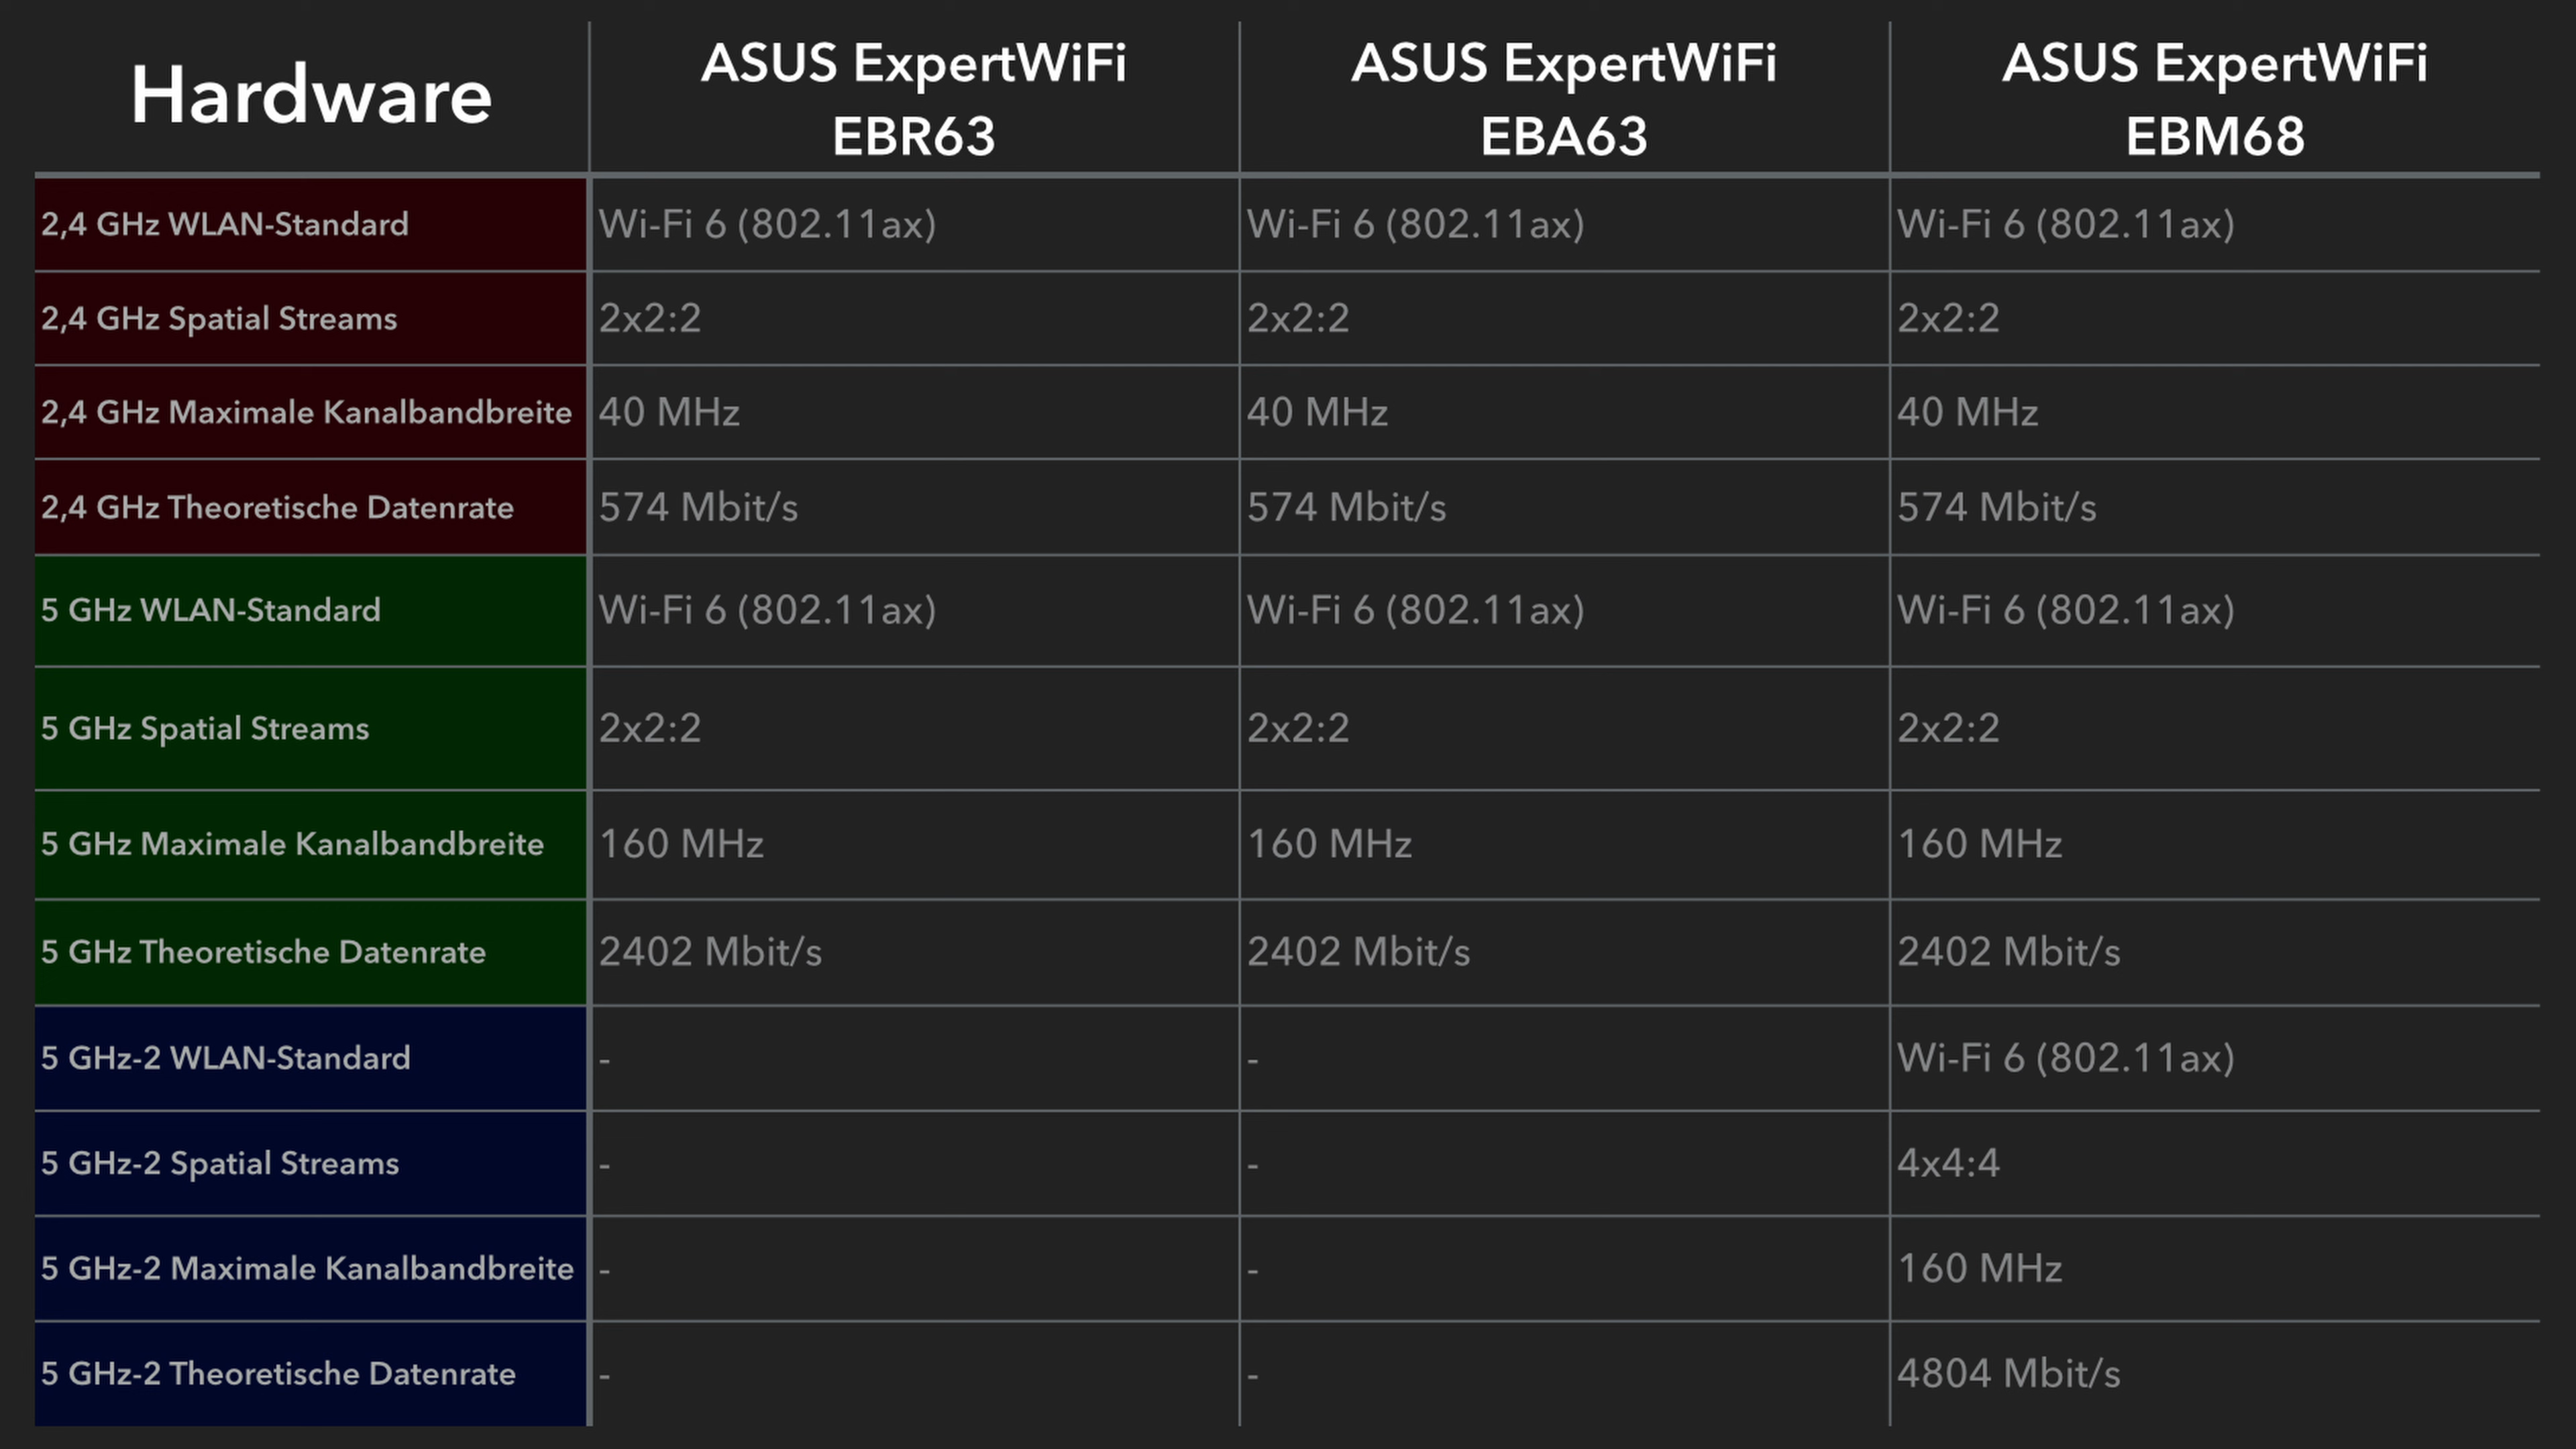 Hardware
ASUS ExpertWiFi
EBR63
ASUS ExpertWiFi
EBA63
ASUS ExpertWiFi
EBM68
2,4 GHz WLAN-Standard
Wi-Fi 6 (802.11ax)
Wi-Fi 6 (802.11ax)
Wi-Fi 6 (802.11ax)
2,4 GHz Spatial Streams
2x2:2
2x2:2
2x2:2
2,4 GHz Maximale Kanalbandbreite
40 MHz
40 MHz
40 MHz
2,4 GHz Theoretische Datenrate
574 Mbit/s
574 Mbit/s
574 Mbit/s
5 GHz WLAN-Standard
Wi-Fi 6 (802.11ax)
Wi-Fi 6 (802.11ax)
Wi-Fi 6 (802.11ax)
5 GHz Spatial Streams
2x2:2
2x2:2
2x2:2
5 GHz Maximale Kanalbandbreite
160 MHz
160 MHz
160 MHz
5 GHz Theoretische Datenrate
2402 Mbit/s
2402 Mbit/s
2402 Mbit/s
5 GHz-2 WLAN-Standard
-
-
Wi-Fi 6 (802.11ax)
5 GHz-2 Spatial Streams
-
-
4x4:4
5 GHz-2 Maximale Kanalbandbreite
-
-
160 MHz
5 GHz-2 Theoretische Datenrate
-
-
4804 Mbit/s